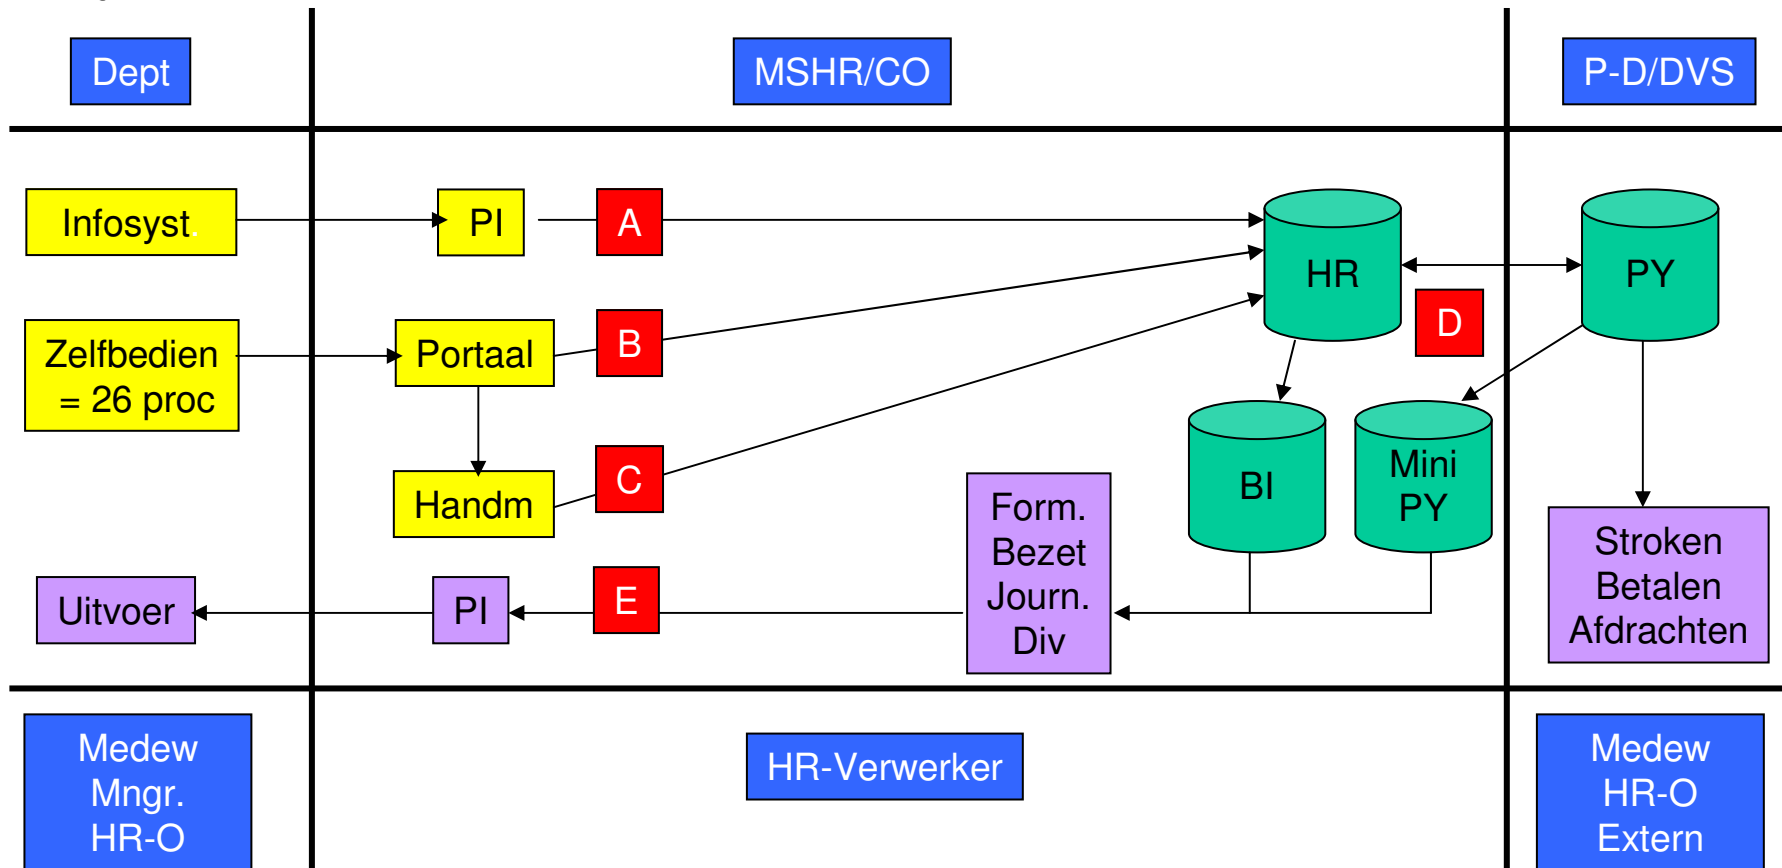 Dept
MSHR/CO
P-D/DVS
Infosyst.
PI
A
HR
PY
D
Zelfbedien
= 26 proc
Portaal
B
Handm
C
BI
Mini
PY
Form.
Bezet
Journ.
Div
Stroken
Betalen
Afdrachten
Uitvoer
PI
E
Medew
Mngr.
HR-O
HR-Verwerker
Medew
HR-O
Extern